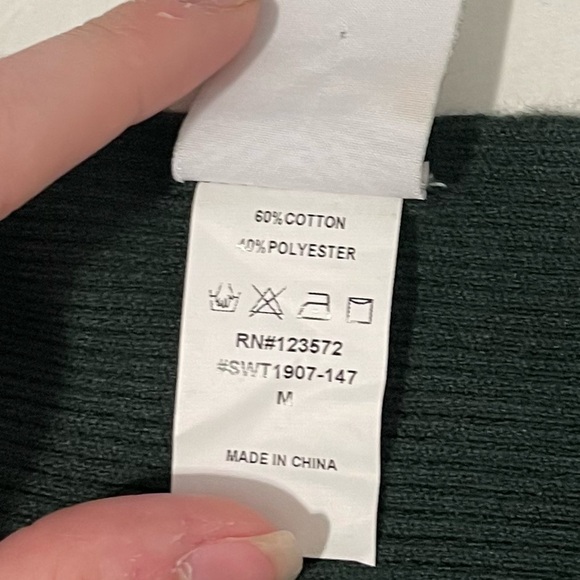 60%COTTON
40%POLYESTER
RN#123572
#SWT1907-147
M
MADE IN CHINA